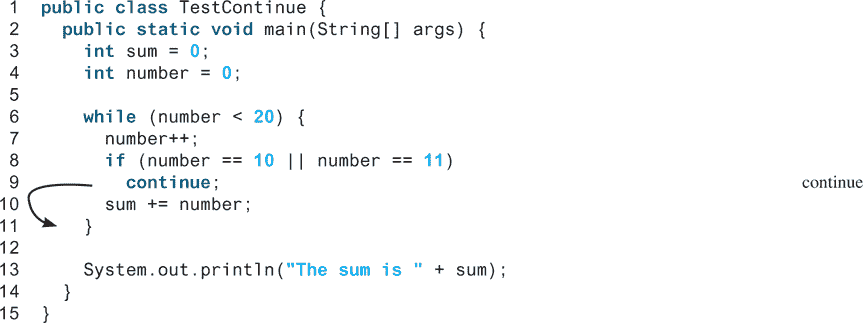 1 public class TestContinue {
2   public static void main(String[] args) {
3     int sum = 0;
4     int number = 0;
5
6     while (number < 20) {
7       number++;
8       if (number == 10 || number == 11)
9         continue; continue
10       sum += number;
11     }
12
13     System.out.println("The sum is " + sum);
14   }
15 }